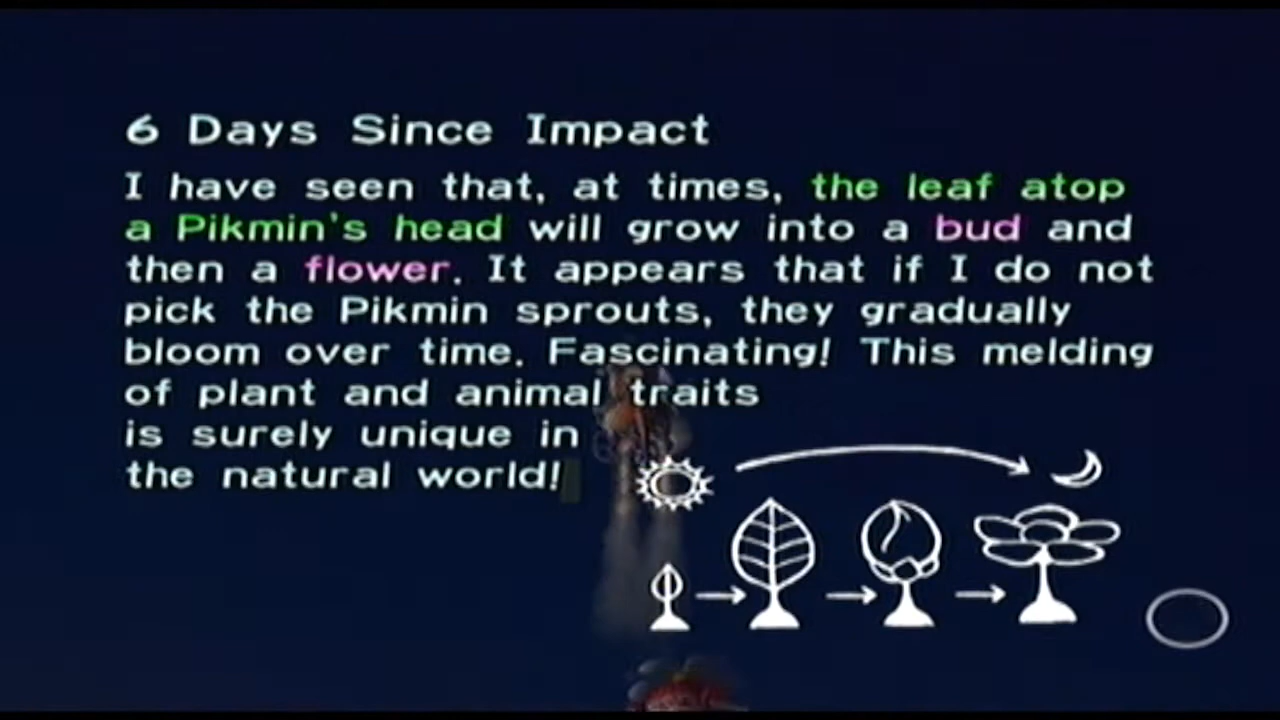 6 Days Since Impact
I have seen that, at times, the leaf atop
a Pikmin's head will grow into a bud and
then a flower. It appears that if I do not
pick the Pikmin sprouts, they gradually
bloom over time. Fascinating! This melding
of plant and animal traits
is surely unique in
the natural world!